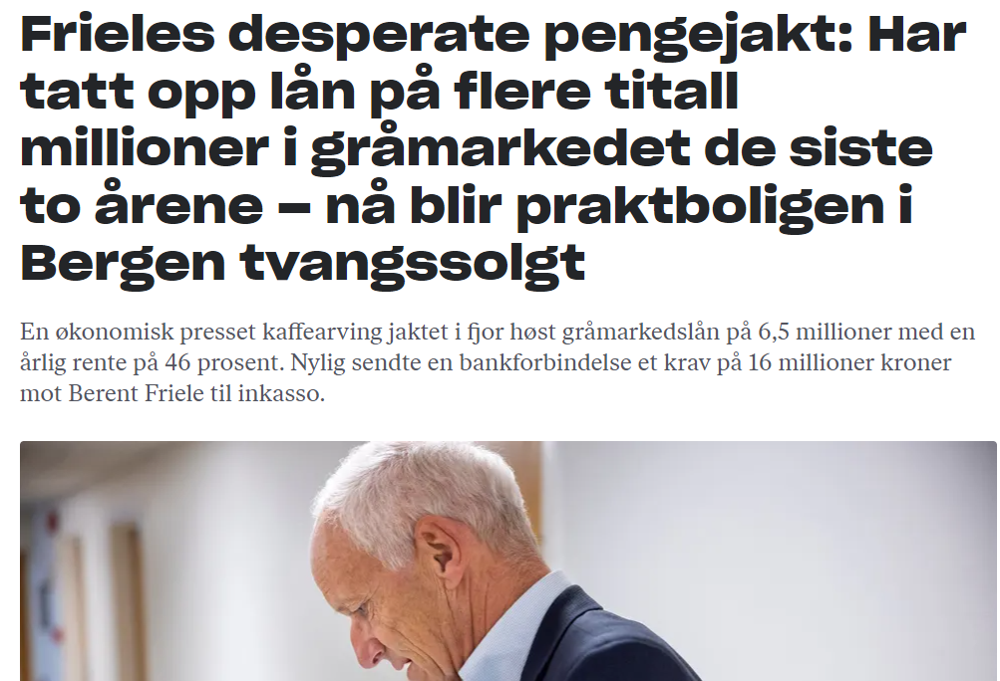 Frieles desperate pengejakt: Har
tatt opp lån på flere titall
millioner i gråmarkedet de siste
to årene – nå blir praktboligen i
Bergen tvangssolgt
En økonomisk presset kaffearving jaktet i fjor høst gråmarkedslån på 6,5 millioner med en
årlig rente på 46 prosent. Nylig sendte en bankforbindelse et krav på 16 millioner kroner
mot Berent Friele til inkasso.